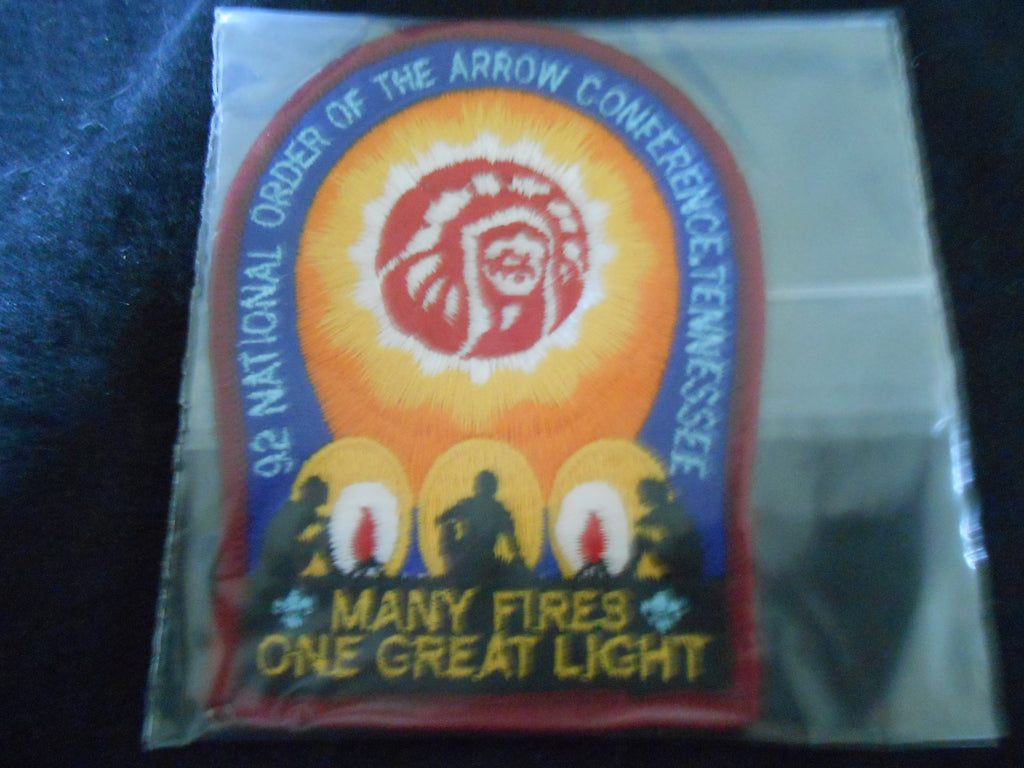 92 NATIONAL ORDER OF THE ARROW CONFERENCE, TENNESSEE
MANY FIRES
ONE GREAT LIGHT